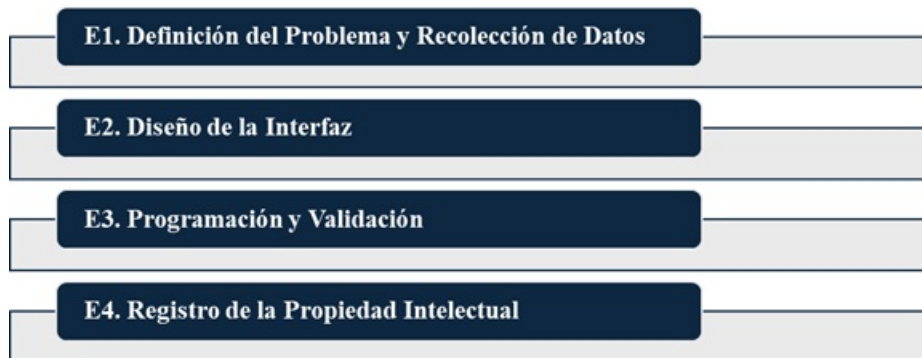 E1. Definición del Problema y Recolección de Datos
E2. Diseño de la Interfaz
E3. Programación y Validación
E4. Registro de la Propiedad Intelectual